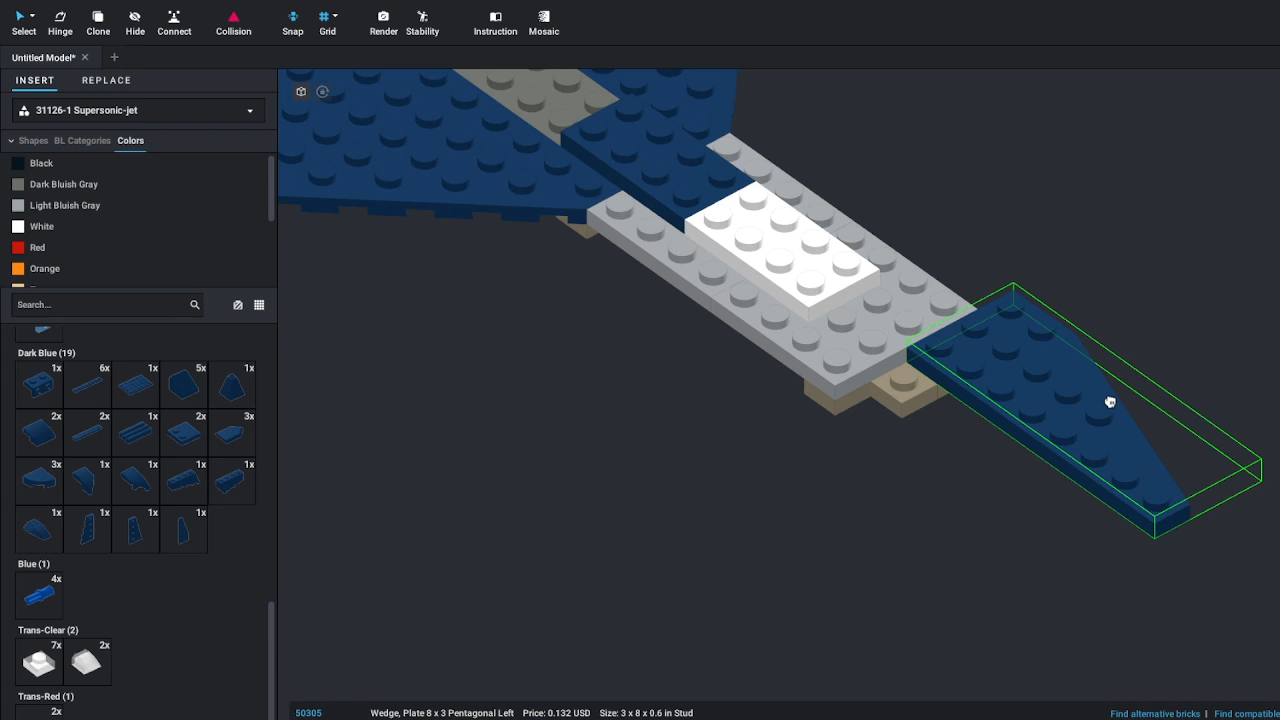 Select Hinge Clone Hide Connect Collision Snap Grid Render Stability Instruction Mosaic
Untitled Model*
INSERT REPLACE
31126-1 Supersonic-jet
Shapes BL Categories Colors
Black
Dark Bluish Gray
Light Bluish Gray
White
Red
Orange
Search...
Dark Blue (19)
1x 6x 1x 5x 1x
2x 2x 1x 2x 3x
3x 1x 1x 1x 1x
1x 1x 1x 1x
Blue (1)
4x
Trans-Clear (2)
7x 2x
Trans-Red (1)
2x
50305 Wedge, Plate 8 x 3 Pentagonal Left Price: 0.132 USD Size: 3 x 8 x 0.6 in Stud
Find alternative bricks | Find compatible